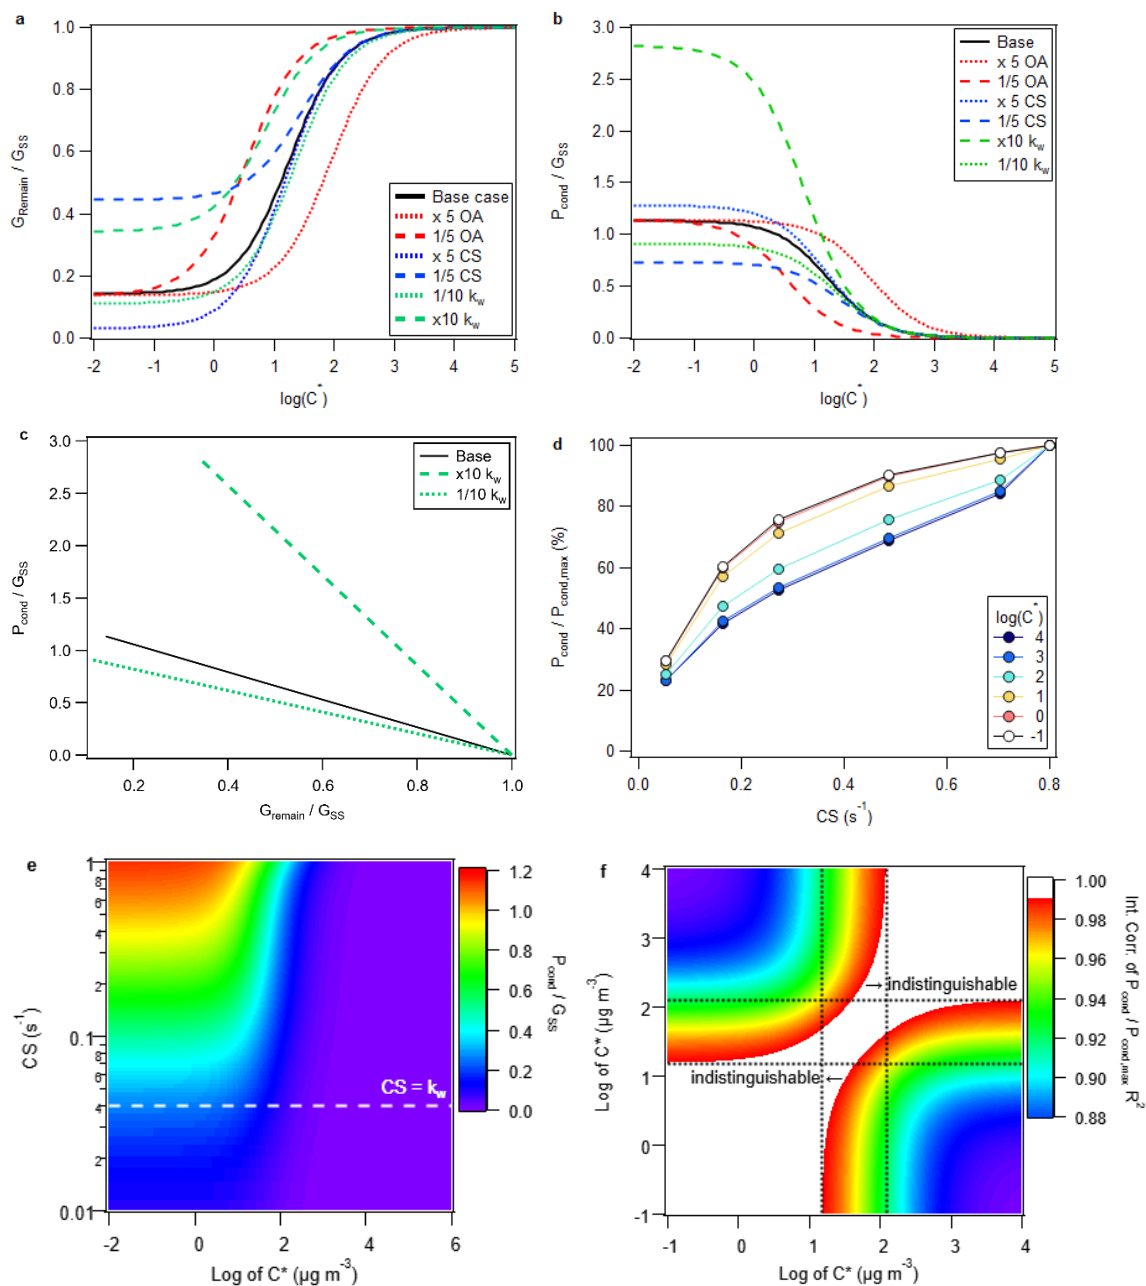 a
G_Remain / G_SS
1.0
0.8
0.6
0.4
0.2
0.0
-2 -1 0 1 2 3 4 5
log(C*)
Base case
x 5 OA
1/5 OA
x 5 CS
1/5 CS
1/10 k_w
x10 k_w
b
P_cond / G_SS
3.0
2.5
2.0
1.5
1.0
0.5
0.0
-2 -1 0 1 2 3 4 5
log(C*)
Base
x 5 OA
1/5 OA
x 5 CS
1/5 CS
x10 k_w
1/10 k_w
c
P_cond / G_SS
3.0
2.5
2.0
1.5
1.0
0.5
0.0
0.2 0.4 0.6 0.8 1.0
G_remain / G_SS
Base
x10 k_w
1/10 k_w
d
P_cond / P_cond,max (%)
100
80
60
40
20
0
0.0 0.2 0.4 0.6 0.8
CS (s⁻¹)
log(C*)
4
3
2
1
0
-1
e
CS (s⁻¹)
1
8
6
4
2
0.1
8
6
4
2
0.01
CS = k_w
-2 0 2 4 6
Log of C* (µg m⁻³)
1.2
1.0
0.8
0.6
0.4
0.2
0.0
P_cond / G_SS
f
Log of C* (µg m⁻³)
4
3
2
1
0
-1
→ indistinguishable
indistinguishable ←
-1 0 1 2 3 4
Log of C* (µg m⁻³)
1.00
0.98
0.96
0.94
0.92
0.90
0.88
Int. Corr. of P_cond / P_cond,max R²